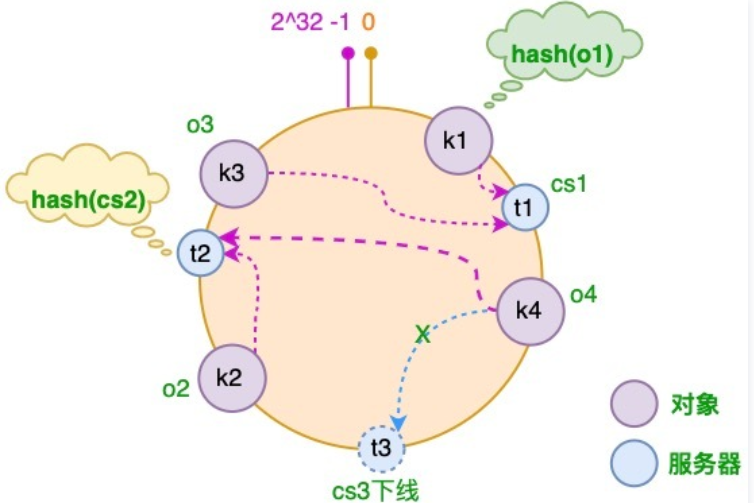 2^32 -1 0
hash(o1)
k1
o3
k3
cs1
t1
hash(cs2)
t2
o4
k4
X
k2
o2
t3
cs3下线
对象
服务器